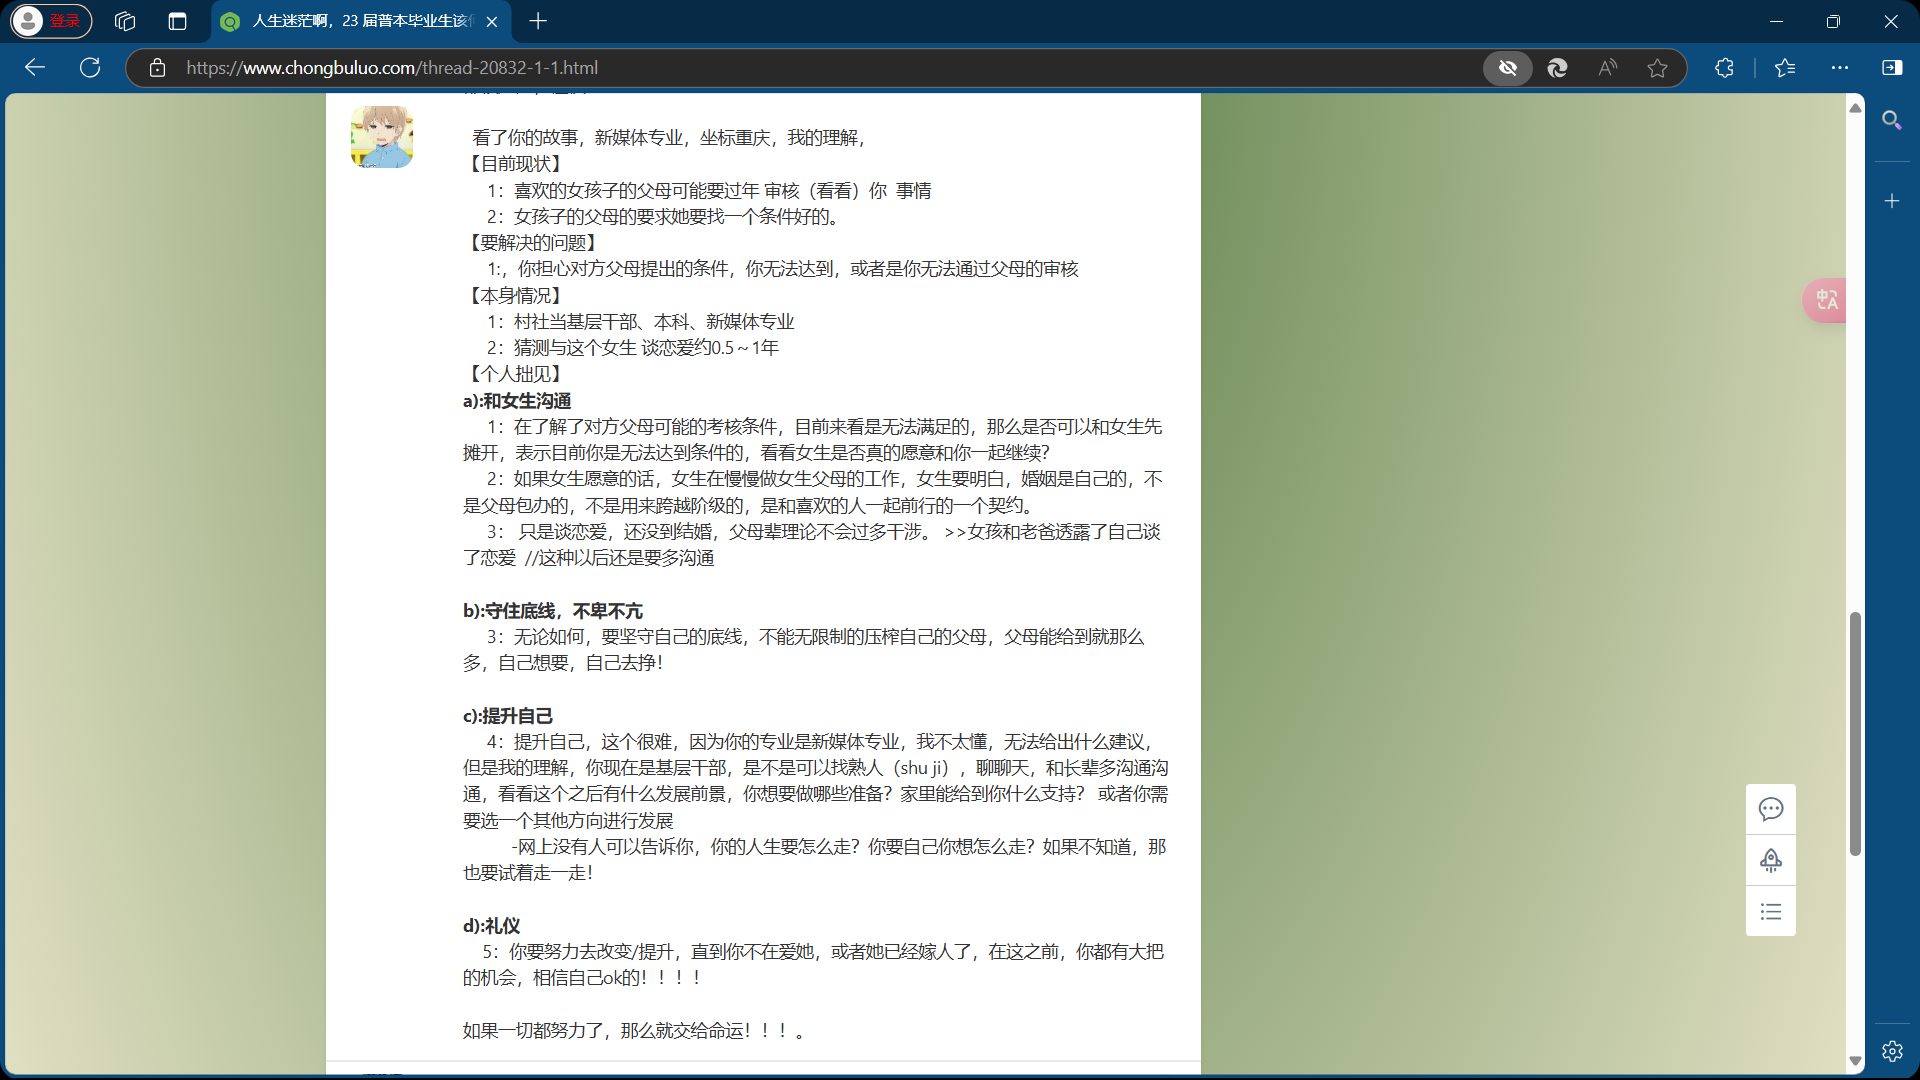 登录
人生迷茫啊，23 届普本毕业生该
https://www.chongbuluo.com/thread-20832-1-1.html
看了你的故事，新媒体专业，坐标重庆，我的理解，
【目前现状】
1：喜欢的女孩子的父母可能要过年 审核（看看）你  事情
2：女孩子的父母的要求她要找一个条件好的。
【要解决的问题】
1:，你担心对方父母提出的条件，你无法达到，或者是你无法通过父母的审核
【本身情况】
1：村社当基层干部、本科、新媒体专业
2：猜测与这个女生 谈恋爱约0.5～1年
【个人拙见】
a):和女生沟通
1：在了解了对方父母可能的考核条件，目前来看是无法满足的，那么是否可以和女生先
摊开，表示目前你是无法达到条件的，看看女生是否真的愿意和你一起继续？
2：如果女生愿意的话，女生在慢慢做女生父母的工作，女生要明白，婚姻是自己的，不
是父母包办的，不是用来跨越阶级的，是和喜欢的人一起前行的一个契约。
3： 只是谈恋爱，还没到结婚，父母辈理论不会过多干涉。 >>女孩和老爸透露了自己谈
了恋爱  //这种以后还是要多沟通
b):守住底线，不卑不亢
3：无论如何，要坚守自己的底线，不能无限制的压榨自己的父母，父母能给到就那么
多，自己想要，自己去挣！
c):提升自己
4：提升自己，这个很难，因为你的专业是新媒体专业，我不太懂，无法给出什么建议，
但是我的理解，你现在是基层干部，是不是可以找熟人（shu ji），聊聊天，和长辈多沟通沟
通，看看这个之后有什么发展前景，你想要做哪些准备？家里能给到你什么支持？ 或者你需
要选一个其他方向进行发展
-网上没有人可以告诉你，你的人生要怎么走？你要自己你想怎么走？如果不知道，那
也要试着走一走！
d):礼仪
5：你要努力去改变/提升，直到你不在爱她，或者她已经嫁人了，在这之前，你都有大把
的机会，相信自己ok的！！！！
如果一切都努力了，那么就交给命运！！！。